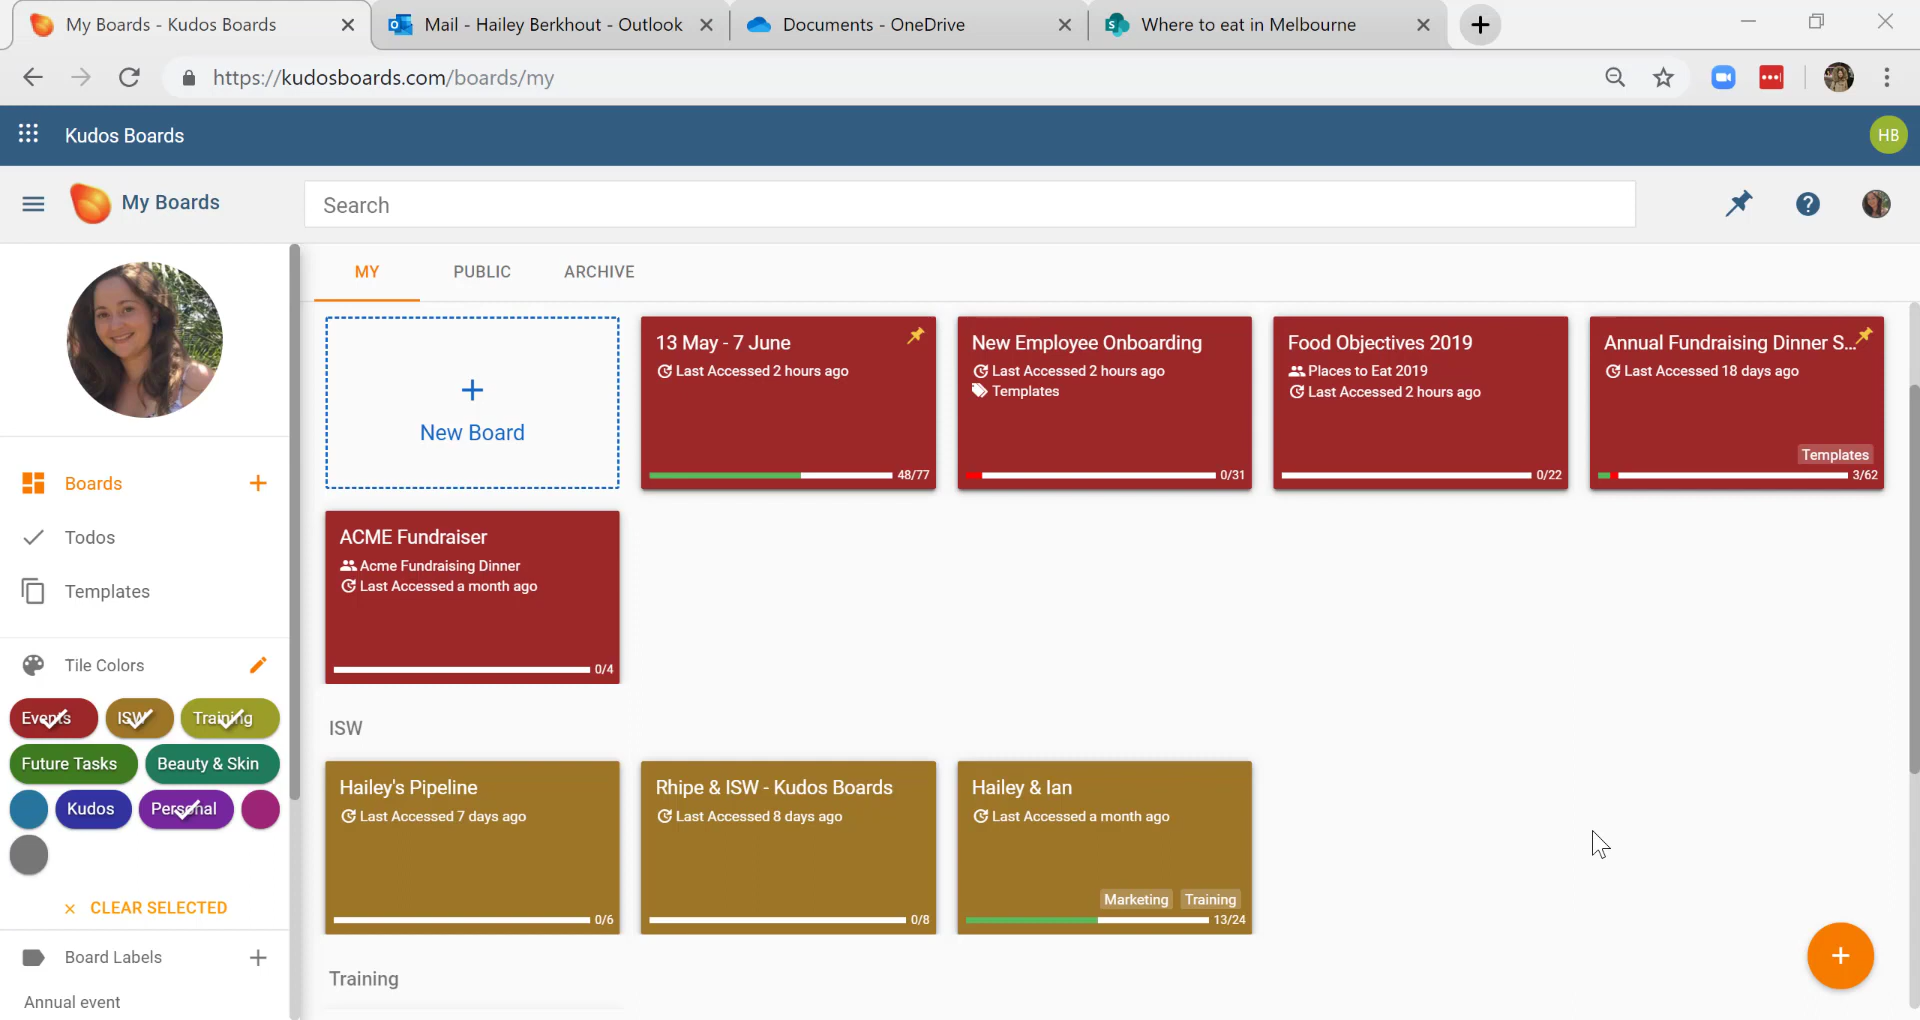 My Boards - Kudos Boards
Mail - Hailey Berkhout - Outlook
Documents - OneDrive
Where to eat in Melbourne
https://kudosboards.com/boards/my
Kudos Boards
HB
My Boards
Search
MY
PUBLIC
ARCHIVE
New Board
13 May - 7 June
Last Accessed 2 hours ago
48/77
New Employee Onboarding
Last Accessed 2 hours ago
Templates
0/31
Food Objectives 2019
Places to Eat 2019
Last Accessed 2 hours ago
0/22
Annual Fundraising Dinner S...
Last Accessed 18 days ago
Templates
3/62
Boards
Todos
Templates
ACME Fundraiser
Acme Fundraising Dinner
Last Accessed a month ago
0/4
Tile Colors
Events
ISW
Training
Future Tasks
Beauty & Skin
Kudos
Personal
CLEAR SELECTED
Board Labels
Annual event
ISW
Hailey's Pipeline
Last Accessed 7 days ago
0/6
Rhipe & ISW - Kudos Boards
Last Accessed 8 days ago
0/8
Hailey & Ian
Last Accessed a month ago
Marketing
Training
13/24
Training